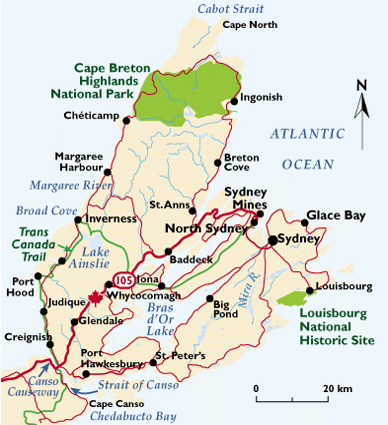 Cabot Strait
Cape North
Cape Breton
Highlands
National Park
Ingonish
N
Chéticamp
ATLANTIC
OCEAN
Margaree
Harbour
Breton
Cove
Margaree River
St. Anns
Sydney
Mines
Broad Cove
Inverness
North Sydney
Glace Bay
Trans
Canada
Trail
Lake
Ainslie
Sydney
Baddeck
Port
Hood
105
Iona
Whycocomagh
Mira R.
Louisbourg
Judique
Bras
d'Or
Lake
Big
Pond
Glendale
Louisbourg
National
Historic Site
Creignish
Port
Hawkesbury
St. Peter's
Canso
Causeway
Strait of Canso
0 20 km
Cape Canso
Chedabucto Bay